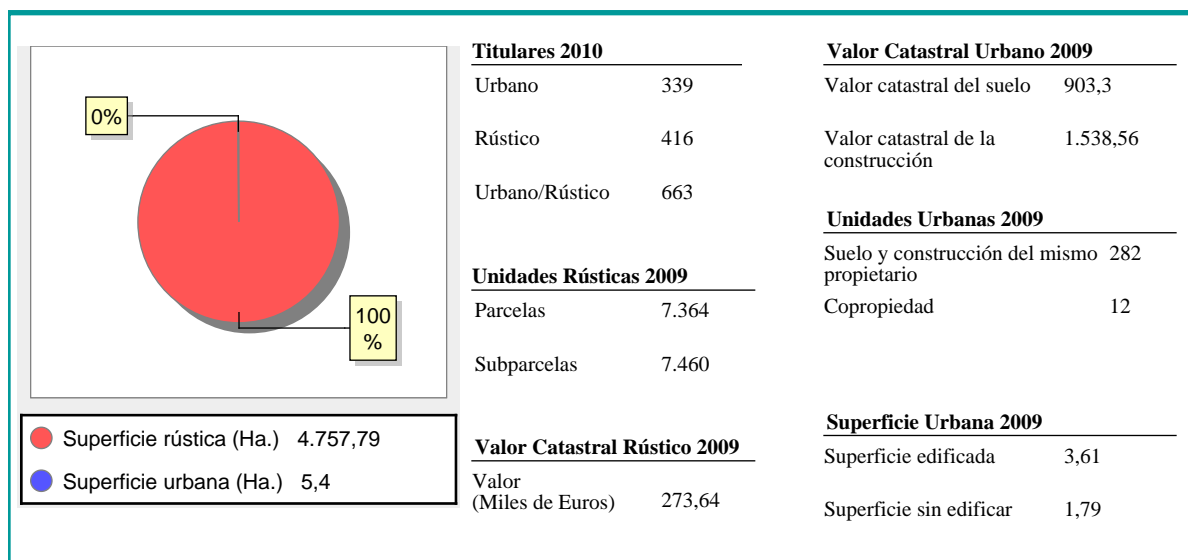 0%
100
%
Superficie rústica (Ha.) 4.757,79
Superficie urbana (Ha.) 5,4
Titulares 2010
Urbano 339
Rústico 416
Urbano/Rústico 663
Unidades Rústicas 2009
Parcelas 7.364
Subparcelas 7.460
Valor Catastral Rústico 2009
Valor
(Miles de Euros) 273,64
Valor Catastral Urbano 2009
Valor catastral del suelo 903,3
Valor catastral de la 1.538,56
construcción
Unidades Urbanas 2009
Suelo y construcción del mismo 282
propietario
Copropiedad 12
Superficie Urbana 2009
Superficie edificada 3,61
Superficie sin edificar 1,79